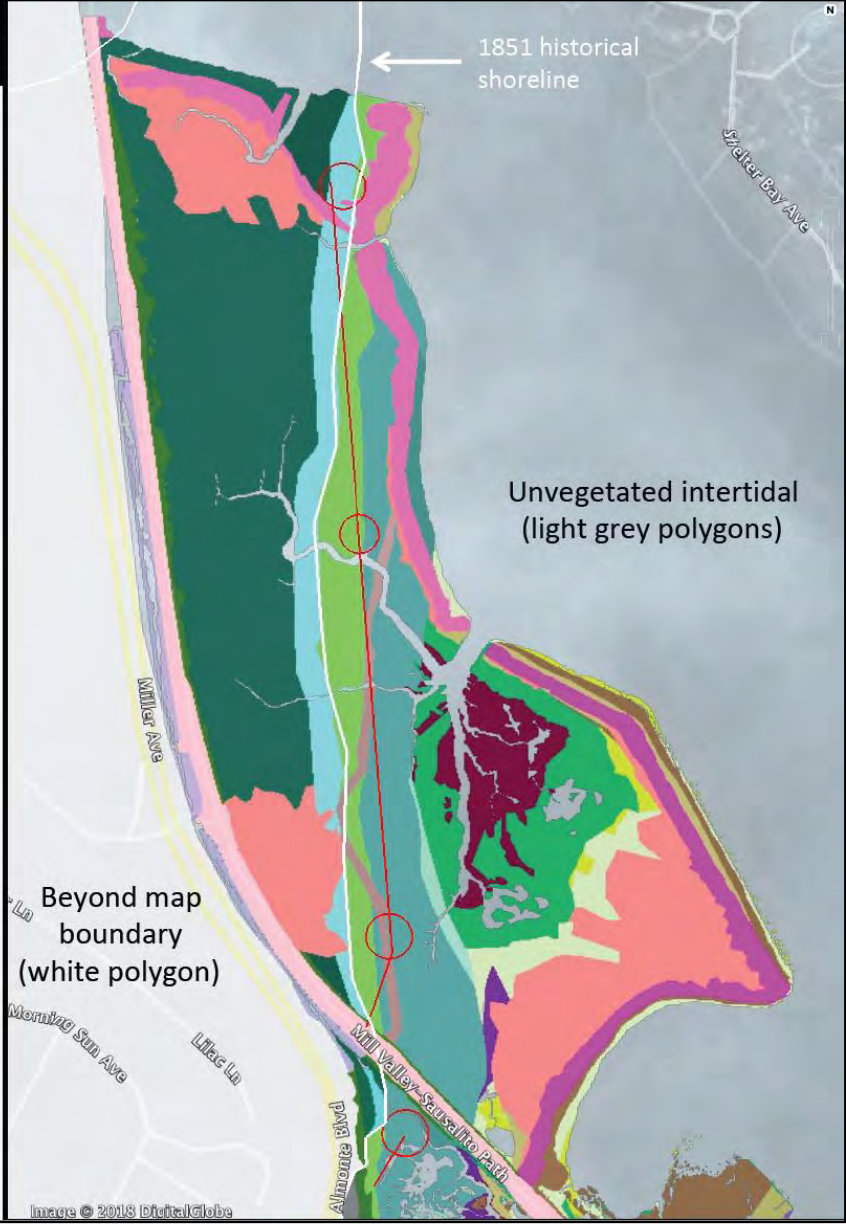 N
1851 historical
shoreline
Shelter Bay Ave
Unvegetated intertidal
(light grey polygons)
Miller Ave
Beyond map
boundary
(white polygon)
Ln
Morning Sun Ave
Lilac Ln
Mill Valley-Sausalito Path
Almonte Blvd
Image © 2018 DigitalGlobe